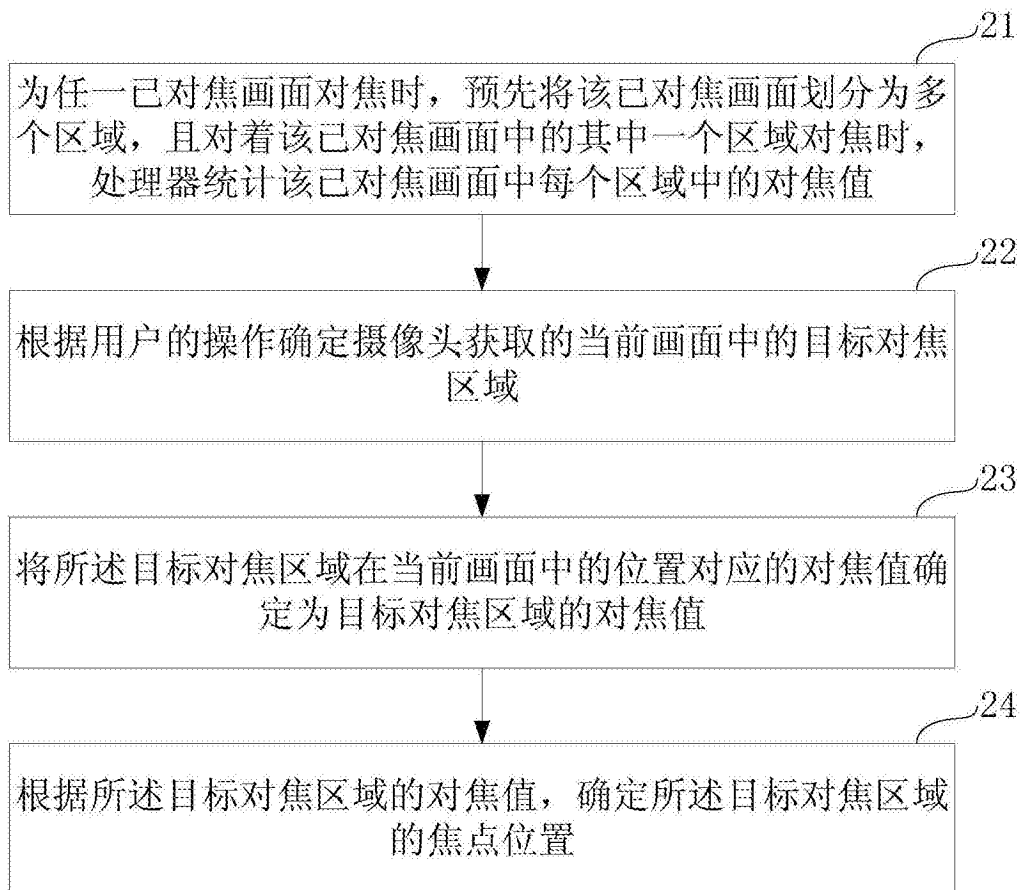 21
为任一已对焦画面对焦时，预先将该已对焦画面划分为多
个区域，且对着该已对焦画面中的其中一个区域对焦时，
处理器统计该已对焦画面中每个区域中的对焦值
22
根据用户的操作确定摄像头获取的当前画面中的目标对焦
区域
23
将所述目标对焦区域在当前画面中的位置对应的对焦值确
定为目标对焦区域的对焦值
24
根据所述目标对焦区域的对焦值，确定所述目标对焦区域
的焦点位置